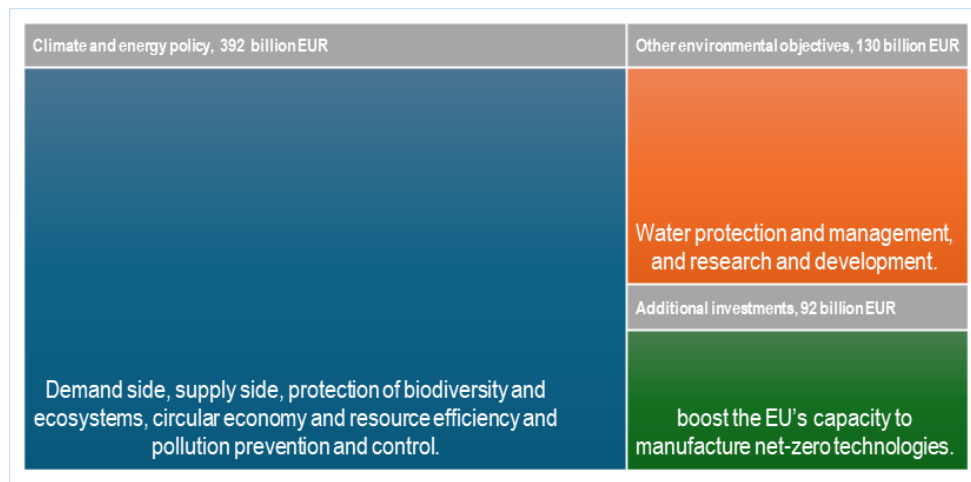 Climate and energy policy, 392 billion EUR
Demand side, supply side, protection of biodiversity and
ecosystems, circular economy and resource efficiency and
pollution prevention and control.
Other environmental objectives, 130 billion EUR
Water protection and management,
and research and development.
Additional investments, 92 billion EUR
boost the EU’s capacity to
manufacture net-zero technologies.